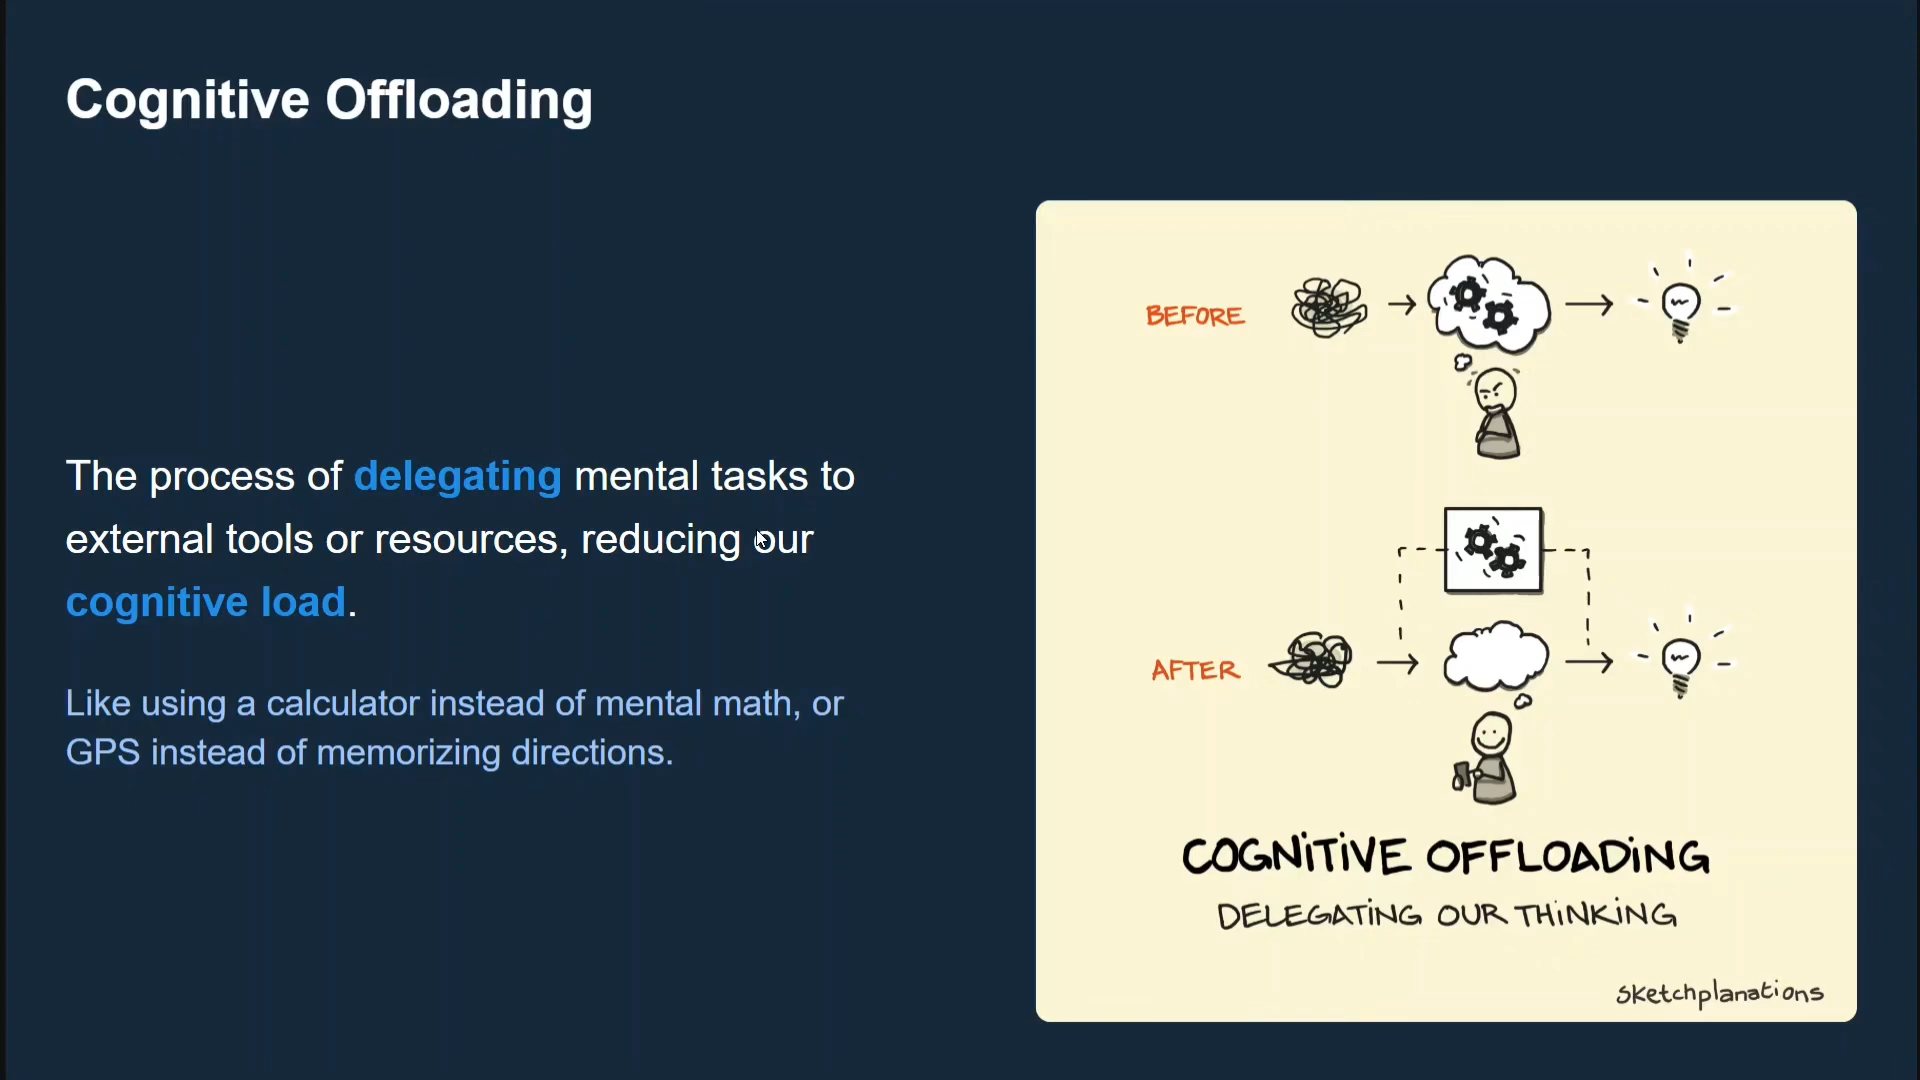 Cognitive Offloading
The process of delegating mental tasks to
external tools or resources, reducing our
cognitive load.
Like using a calculator instead of mental math, or
GPS instead of memorizing directions.
BEFORE
AFTER
COGNITIVE OFFLOADING
DELEGATING OUR THINKING
sketchplanations